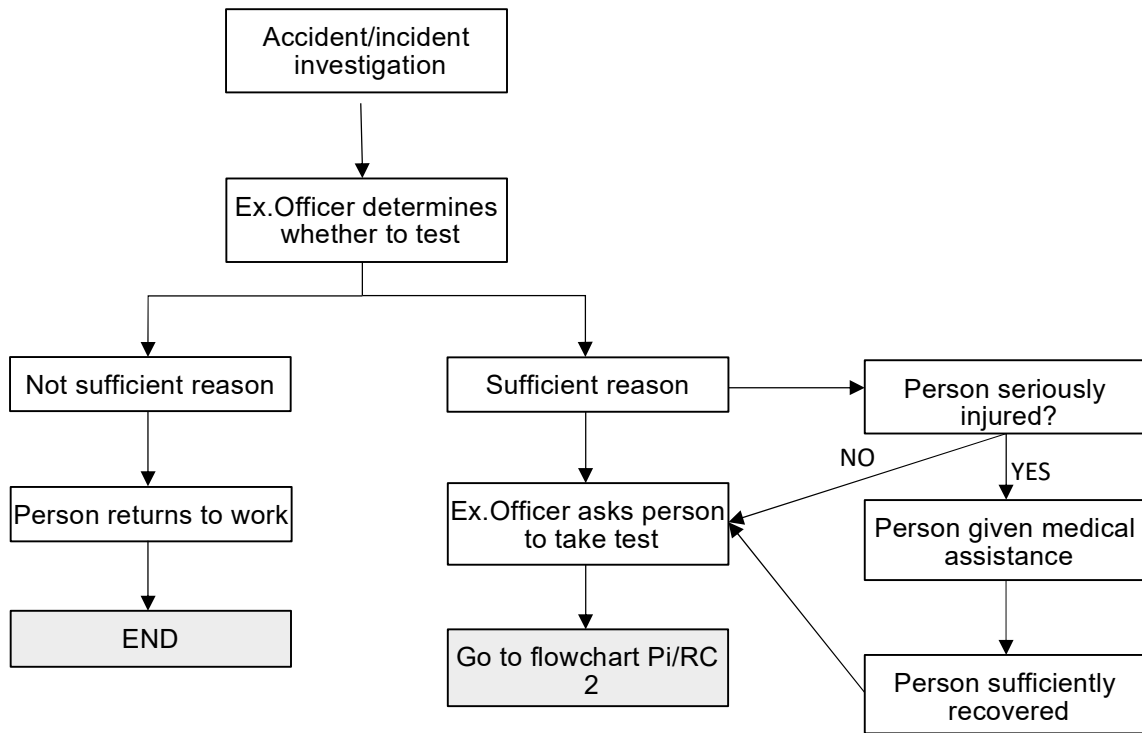 Accident/incident
investigation
Ex.Officer determines
whether to test
Not sufficient reason
Sufficient reason
Person seriously
injured?
NO
YES
Person returns to work
Ex.Officer asks person
to take test
Person given medical
assistance
END
Go to flowchart Pi/RC
2
Person sufficiently
recovered